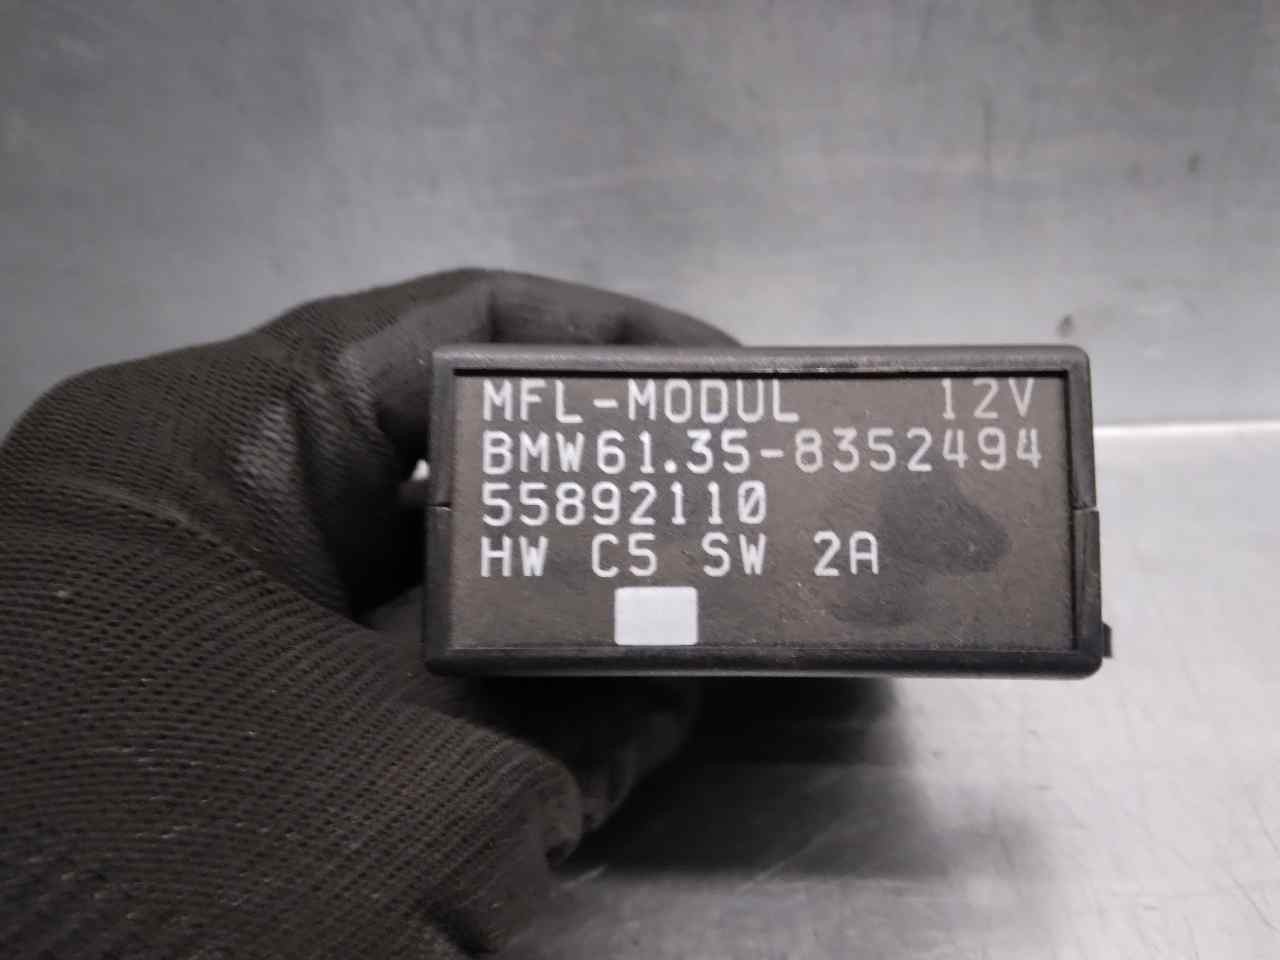 MFL-MODUL 12V
BMW61.35-8352494
55892110
HW C5 SW 2A